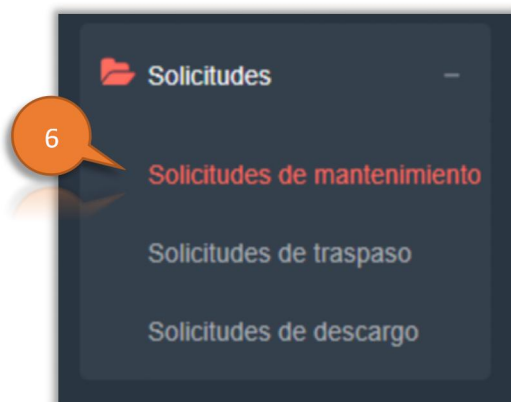 Solicitudes
6
Solicitudes de mantenimiento
Solicitudes de traspaso
Solicitudes de descargo